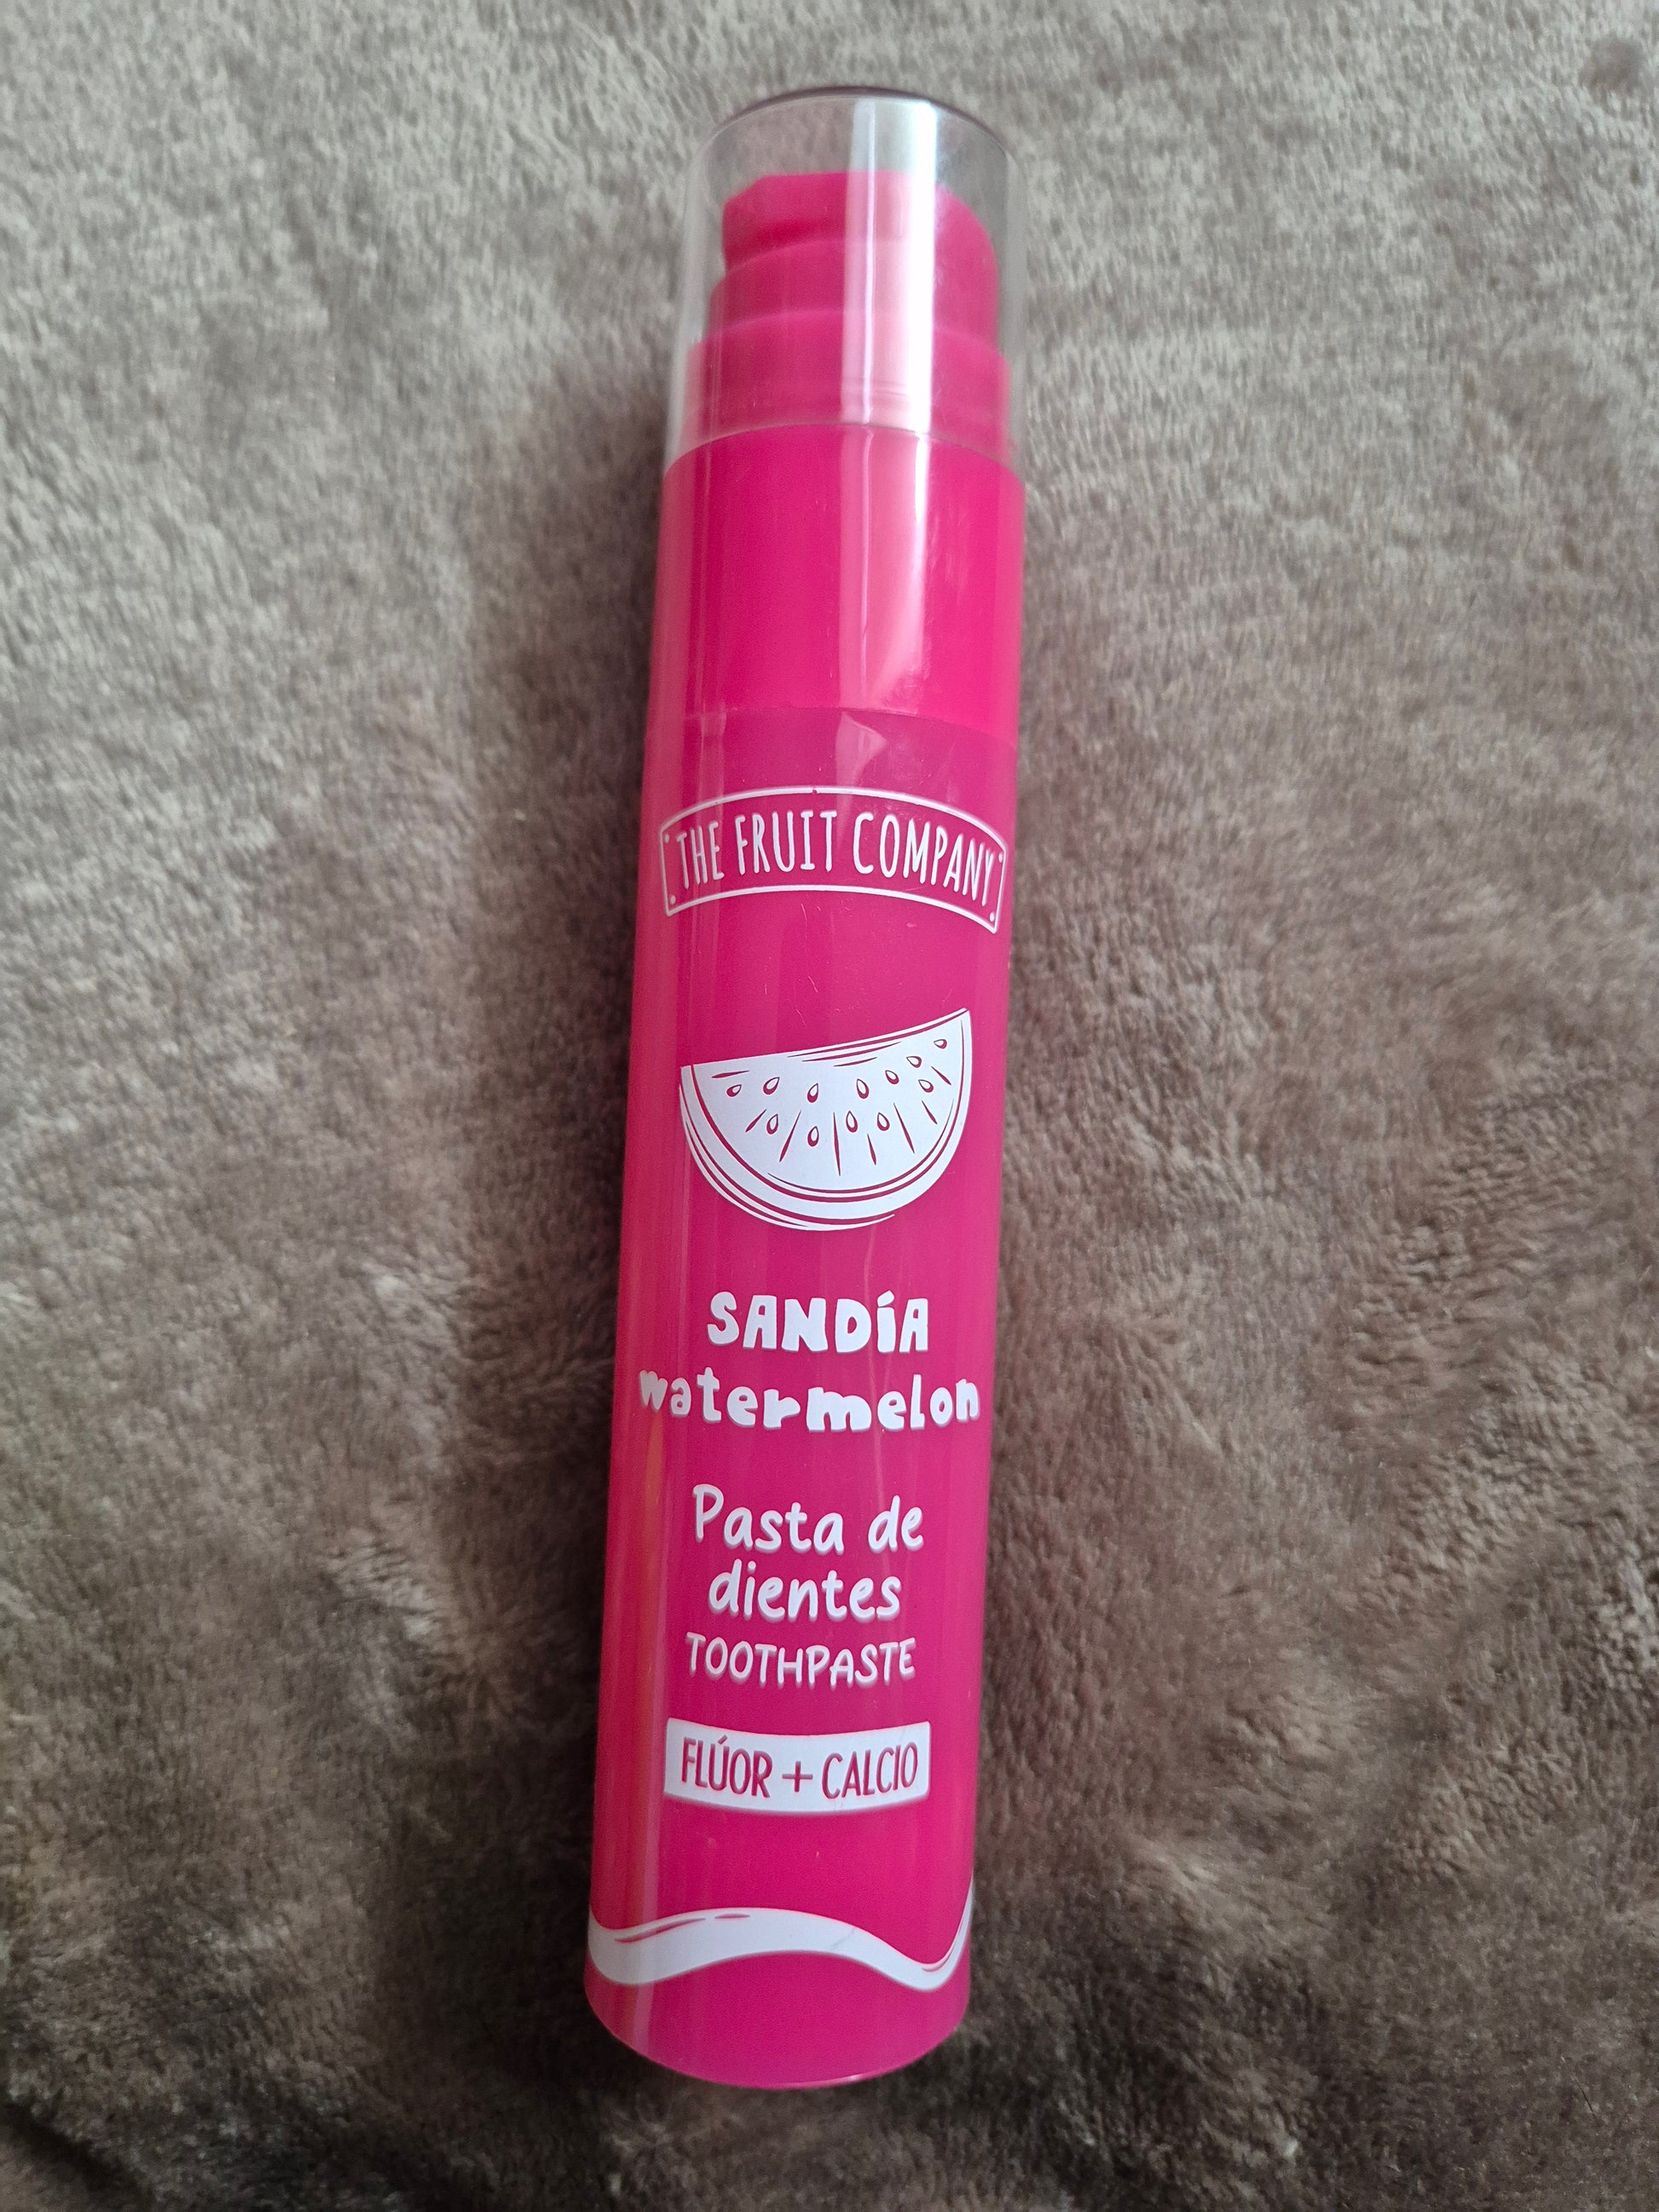 THE FRUIT COMPANY
SANDÍA
watermelon
Pasta de
dientes
TOOTHPASTE
FLÚOR + CALCIO